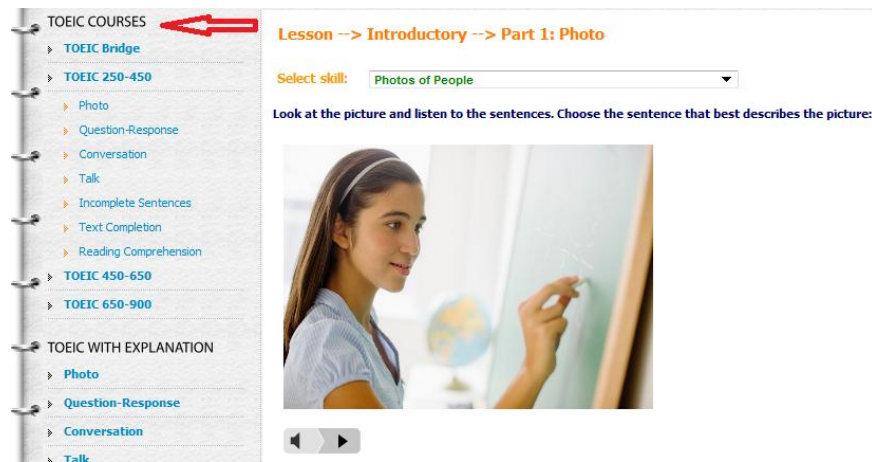 TOEIC COURSES
TOEIC Bridge
TOEIC 250-450
Photo
Question-Response
Conversation
Talk
Incomplete Sentences
Text Completion
Reading Comprehension
TOEIC 450-650
TOEIC 650-900
TOEIC WITH EXPLANATION
Photo
Question-Response
Conversation
Talk
Lesson --> Introductory --> Part 1: Photo
Select skill: Photos of People
Look at the picture and listen to the sentences. Choose the sentence that best describes the picture: